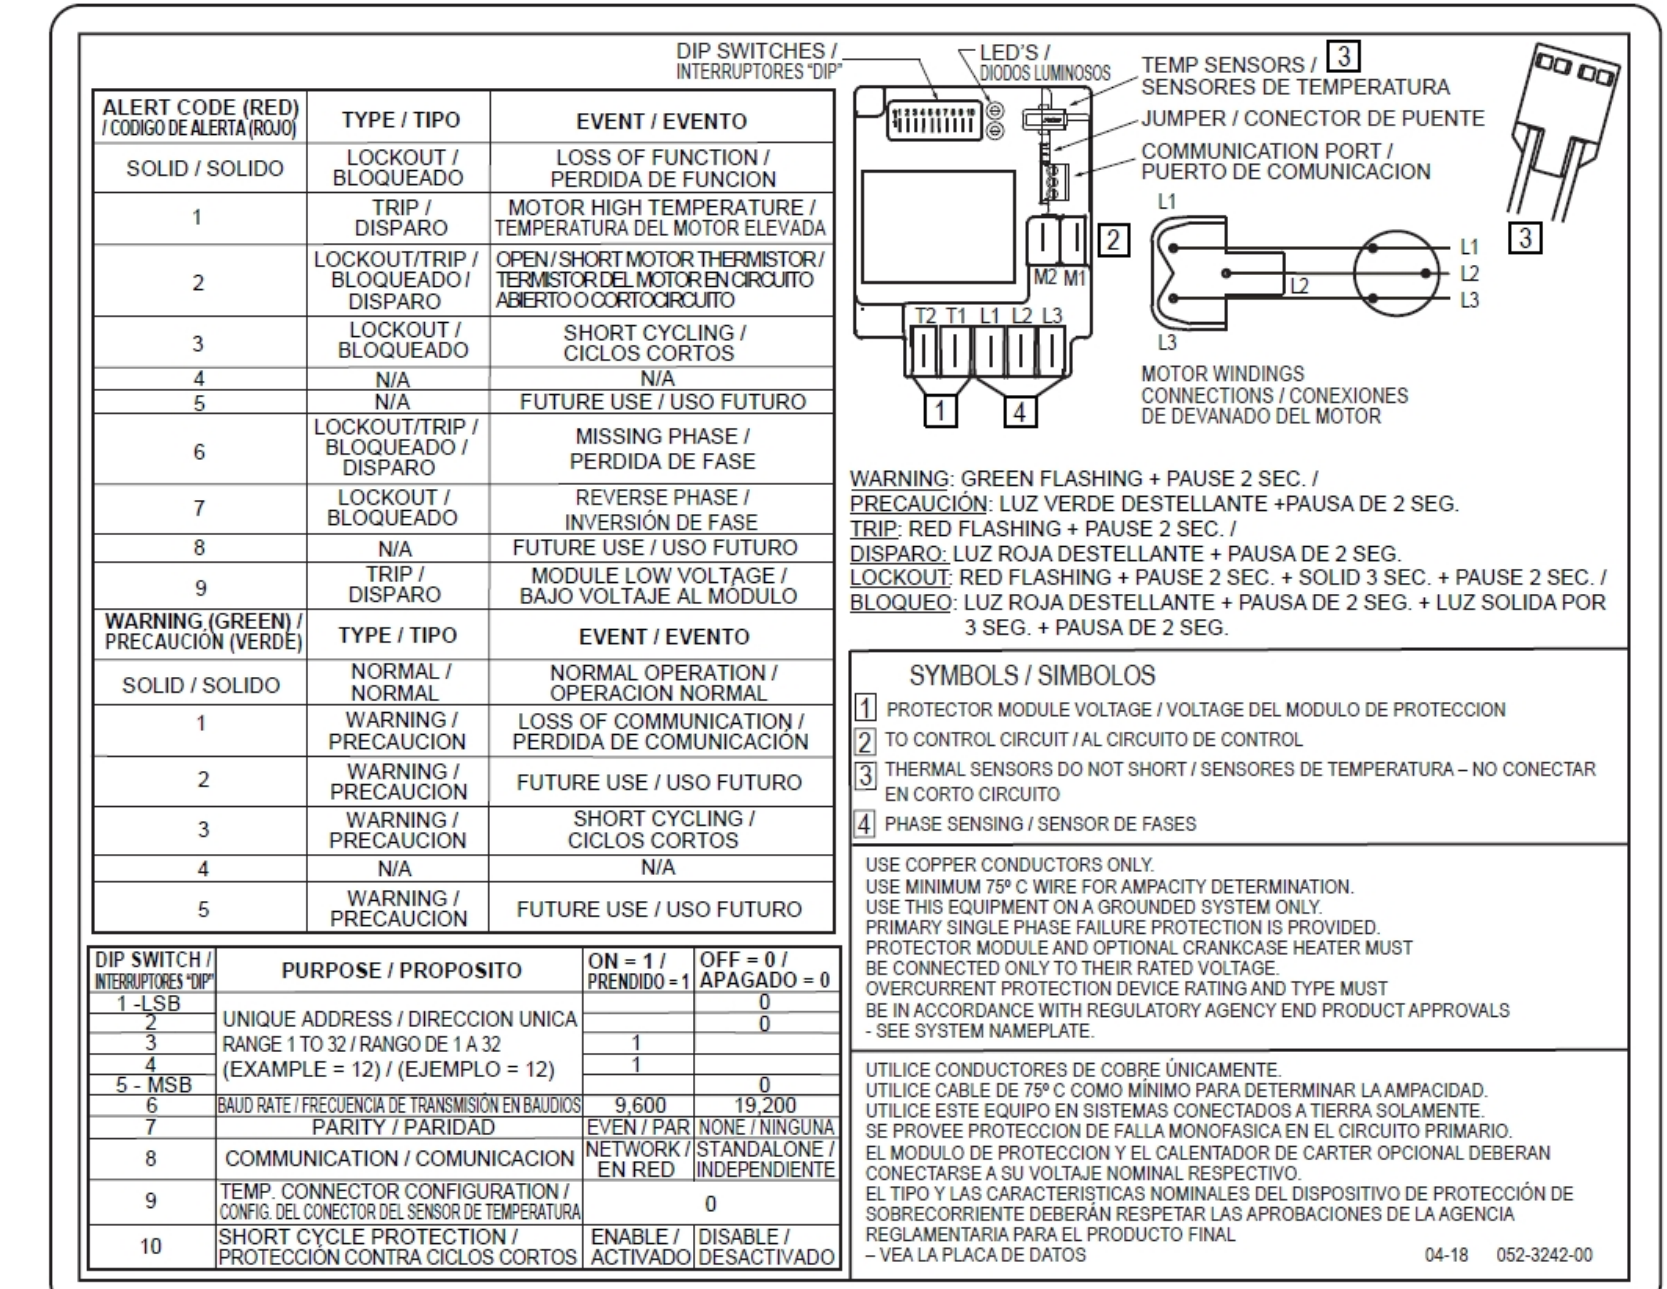 DIP SWITCHES /
INTERRUPTORES "DIP"
LED'S /
DIODOS LUMINOSOS
TEMP SENSORS / 3
SENSORES DE TEMPERATURA
JUMPER / CONECTOR DE PUENTE
COMMUNICATION PORT /
PUERTO DE COMUNICACION
1 2 3 4 5 6 7 8 9 10
2
M2 M1
T2 T1 L1 L2 L3
1 4
L1
L2
L3
L1
L2
L3
3
MOTOR WINDINGS
CONNECTIONS / CONEXIONES
DE DEVANADO DEL MOTOR
ALERT CODE (RED)
/ CODIGO DE ALERTA (ROJO)
TYPE / TIPO
EVENT / EVENTO
SOLID / SOLIDO
LOCKOUT /
BLOQUEADO
LOSS OF FUNCTION /
PERDIDA DE FUNCION
1
TRIP /
DISPARO
MOTOR HIGH TEMPERATURE /
TEMPERATURA DEL MOTOR ELEVADA
2
LOCKOUT/TRIP /
BLOQUEADO /
DISPARO
OPEN / SHORT MOTOR THERMISTOR /
TERMISTOR DEL MOTOR EN CIRCUITO
ABIERTO O CORTOCIRCUITO
3
LOCKOUT /
BLOQUEADO
SHORT CYCLING /
CICLOS CORTOS
4
N/A
N/A
5
N/A
FUTURE USE / USO FUTURO
6
LOCKOUT/TRIP /
BLOQUEADO /
DISPARO
MISSING PHASE /
PERDIDA DE FASE
7
LOCKOUT /
BLOQUEADO
REVERSE PHASE /
INVERSIÓN DE FASE
8
N/A
FUTURE USE / USO FUTURO
9
TRIP /
DISPARO
MODULE LOW VOLTAGE /
BAJO VOLTAJE AL MÓDULO
WARNING (GREEN) /
PRECAUCIÓN (VERDE)
TYPE / TIPO
EVENT / EVENTO
SOLID / SOLIDO
NORMAL /
NORMAL
NORMAL OPERATION /
OPERACION NORMAL
1
WARNING /
PRECAUCION
LOSS OF COMMUNICATION /
PERDIDA DE COMUNICACIÓN
2
WARNING /
PRECAUCION
FUTURE USE / USO FUTURO
3
WARNING /
PRECAUCION
SHORT CYCLING /
CICLOS CORTOS
4
N/A
N/A
5
WARNING /
PRECAUCION
FUTURE USE / USO FUTURO
DIP SWITCH /
INTERRUPTORES "DIP"
PURPOSE / PROPOSITO
ON = 1 /
PRENDIDO = 1
OFF = 0 /
APAGADO = 0
1 -LSB
0
2
0
3
1
4
1
5 - MSB
0
UNIQUE ADDRESS / DIRECCION UNICA
RANGE 1 TO 32 / RANGO DE 1 A 32
(EXAMPLE = 12) / (EJEMPLO = 12)
6
BAUD RATE / FRECUENCIA DE TRANSMISIÓN EN BAUDIOS
9,600
19,200
7
PARITY / PARIDAD
EVEN / PAR
NONE / NINGUNA
8
COMMUNICATION / COMUNICACION
NETWORK /
EN RED
STANDALONE /
INDEPENDIENTE
9
TEMP. CONNECTOR CONFIGURATION /
CONFIG. DEL CONECTOR DEL SENSOR DE TEMPERATURA
0
10
SHORT CYCLE PROTECTION /
PROTECCIÓN CONTRA CICLOS CORTOS
ENABLE /
ACTIVADO
DISABLE /
DESACTIVADO
WARNING: GREEN FLASHING + PAUSE 2 SEC. /
PRECAUCIÓN: LUZ VERDE DESTELLANTE +PAUSA DE 2 SEG.
TRIP: RED FLASHING + PAUSE 2 SEC. /
DISPARO: LUZ ROJA DESTELLANTE + PAUSA DE 2 SEG.
LOCKOUT: RED FLASHING + PAUSE 2 SEC. + SOLID 3 SEC. + PAUSE 2 SEC. /
BLOQUEO: LUZ ROJA DESTELLANTE + PAUSA DE 2 SEG. + LUZ SOLIDA POR
3 SEG. + PAUSA DE 2 SEG.
SYMBOLS / SIMBOLOS
1 PROTECTOR MODULE VOLTAGE / VOLTAGE DEL MODULO DE PROTECCION
2 TO CONTROL CIRCUIT / AL CIRCUITO DE CONTROL
3 THERMAL SENSORS DO NOT SHORT / SENSORES DE TEMPERATURA – NO CONECTAR
EN CORTO CIRCUITO
4 PHASE SENSING / SENSOR DE FASES
USE COPPER CONDUCTORS ONLY.
USE MINIMUM 75º C WIRE FOR AMPACITY DETERMINATION.
USE THIS EQUIPMENT ON A GROUNDED SYSTEM ONLY.
PRIMARY SINGLE PHASE FAILURE PROTECTION IS PROVIDED.
PROTECTOR MODULE AND OPTIONAL CRANKCASE HEATER MUST
BE CONNECTED ONLY TO THEIR RATED VOLTAGE.
OVERCURRENT PROTECTION DEVICE RATING AND TYPE MUST
BE IN ACCORDANCE WITH REGULATORY AGENCY END PRODUCT APPROVALS
- SEE SYSTEM NAMEPLATE.
UTILICE CONDUCTORES DE COBRE ÚNICAMENTE.
UTILICE CABLE DE 75º C COMO MÍNIMO PARA DETERMINAR LA AMPACIDAD.
UTILICE ESTE EQUIPO EN SISTEMAS CONECTADOS A TIERRA SOLAMENTE.
SE PROVEE PROTECCION DE FALLA MONOFASICA EN EL CIRCUITO PRIMARIO.
EL MODULO DE PROTECCION Y EL CALENTADOR DE CARTER OPCIONAL DEBERAN
CONECTARSE A SU VOLTAJE NOMINAL RESPECTIVO.
EL TIPO Y LAS CARACTERISTICAS NOMINALES DEL DISPOSITIVO DE PROTECCIÓN DE
SOBRECORRIENTE DEBERÁN RESPETAR LAS APROBACIONES DE LA AGENCIA
REGLAMENTARIA PARA EL PRODUCTO FINAL
– VEA LA PLACA DE DATOS
04-18 052-3242-00